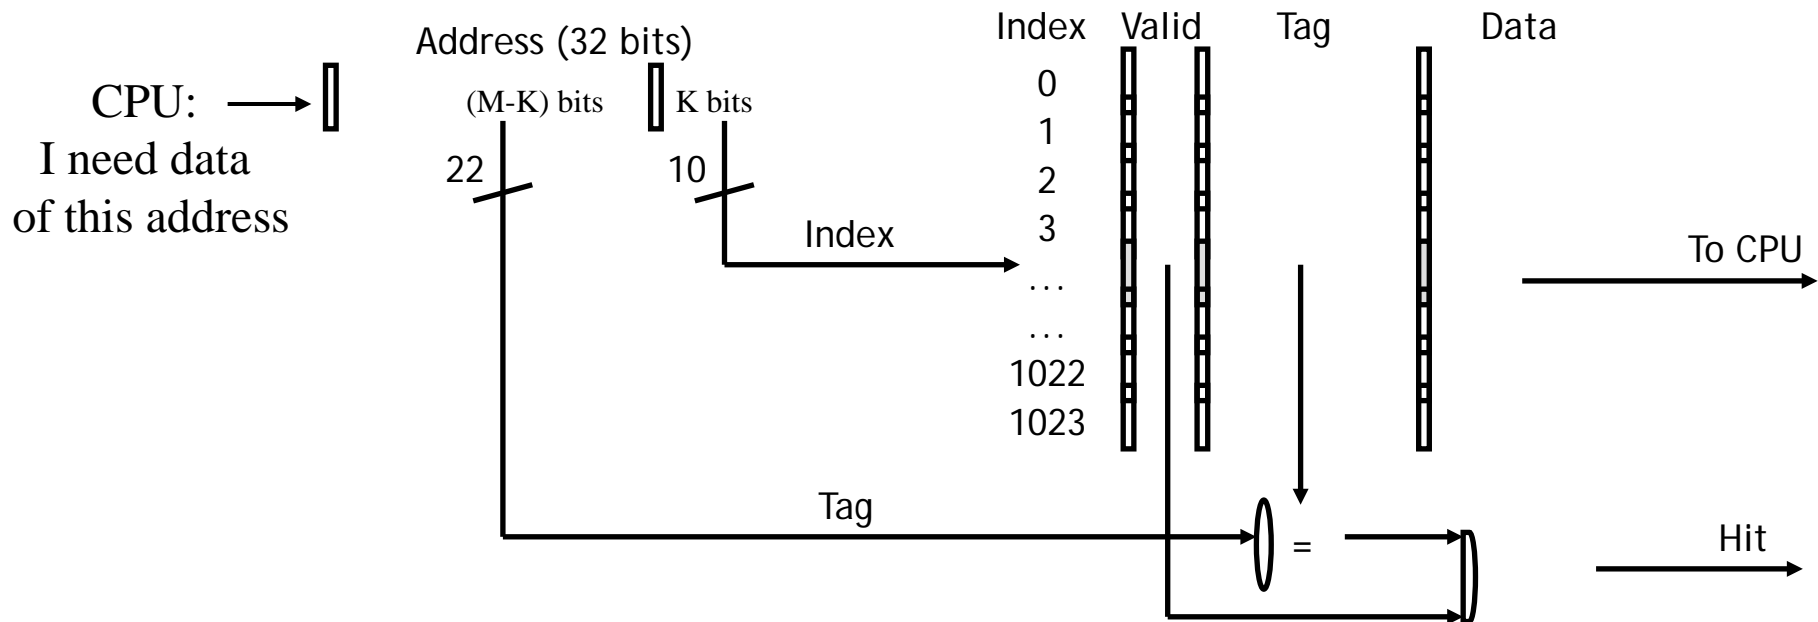 Index Valid Tag Data
Address (32 bits)
CPU:
I need data
of this address
(M-K) bits K bits
22 10
Index
0
1
2
3
...
...
1022
1023
To CPU
Tag
=
Hit